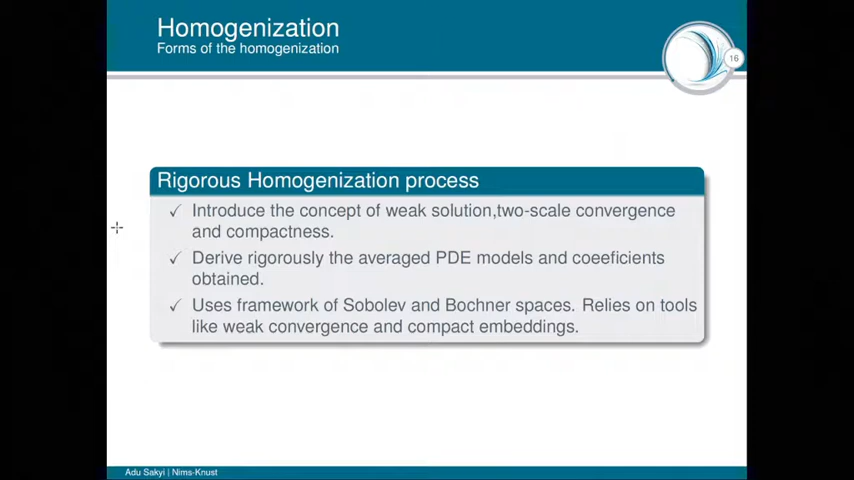 Homogenization
Forms of the homogenization
16
Rigorous Homogenization process
✓ Introduce the concept of weak solution,two-scale convergence
and compactness.
✓ Derive rigorously the averaged PDE models and coeeficients
obtained.
✓ Uses framework of Sobolev and Bochner spaces. Relies on tools
like weak convergence and compact embeddings.
Adu Sakyi | Nims-Knust